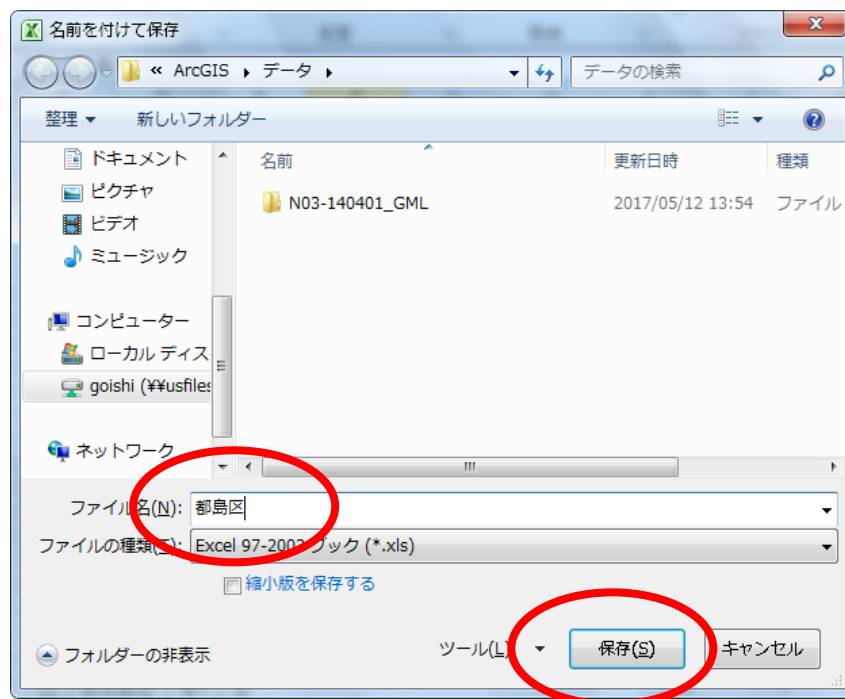 名前を付けて保存
« ArcGIS ▸ データ ▸
データの検索
整理 ▼ 新しいフォルダー
名前 更新日時 種類
ドキュメント
ピクチャ
ビデオ
ミュージック
コンピューター
ローカル ディス
goishi (¥¥usfiles
ネットワーク
N03-140401_GML 2017/05/12 13:54 ファイル
ファイル名(N): 都島区
ファイルの種類(T): Excel 97-2003 ブック (*.xls)
縮小版を保存する
フォルダーの非表示
ツール(L) 保存(S) キャンセル